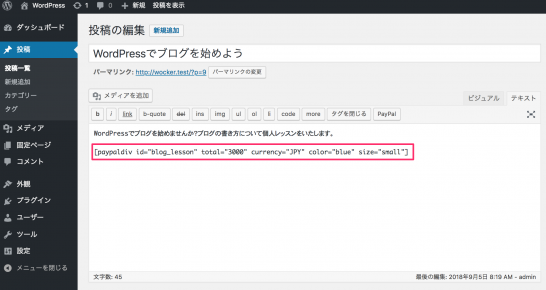 WordPress 1 0 + 新規 投稿を表示
ダッシュボード
投稿
投稿一覧
新規追加
カテゴリー
タグ
メディア
固定ページ
コメント
外観
プラグイン
ユーザー
ツール
設定
メニューを閉じる
投稿の編集 新規追加
WordPressでブログを始めよう
パーマリンク: http://wocker.test/?p=9 パーマリンクの変更
メディアを追加
ビジュアル テキスト
b i link b-quote del ins img ul ol li code more タグを閉じる PayPal
WordPressでブログを始めませんか?ブログの書き方について個人レッスンをいたします。
[paypaldiv id="blog_lesson" total="3000" currency="JPY" color="blue" size="small"]
文字数: 45 最後の編集: 2018年9月5日 8:19 AM - admin